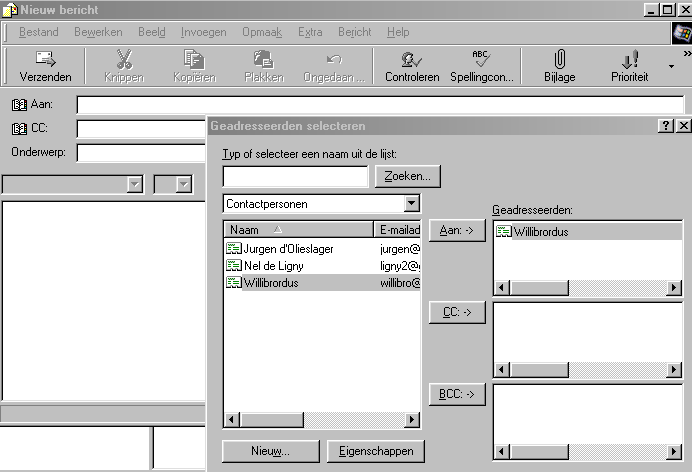 Nieuw bericht
Bestand Bewerken Beeld Invoegen Opmaak Extra Bericht Help
Verzenden Knippen Kopiëren Plakken Ongedaan ... Controleren Spellingcon... Bijlage Prioriteit
Aan:
CC:
Onderwerp:
Geadresseerden selecteren
Typ of selecteer een naam uit de lijst:
Zoeken...
Contactpersonen
Geadresseerden:
Naam E-mailad
Aan: ->
Willibrordus
Jurgen d'Olieslager jurgen@
Nel de Ligny ligny2@
Willibrordus willibro@
CC: ->
BCC: ->
Nieuw... Eigenschappen